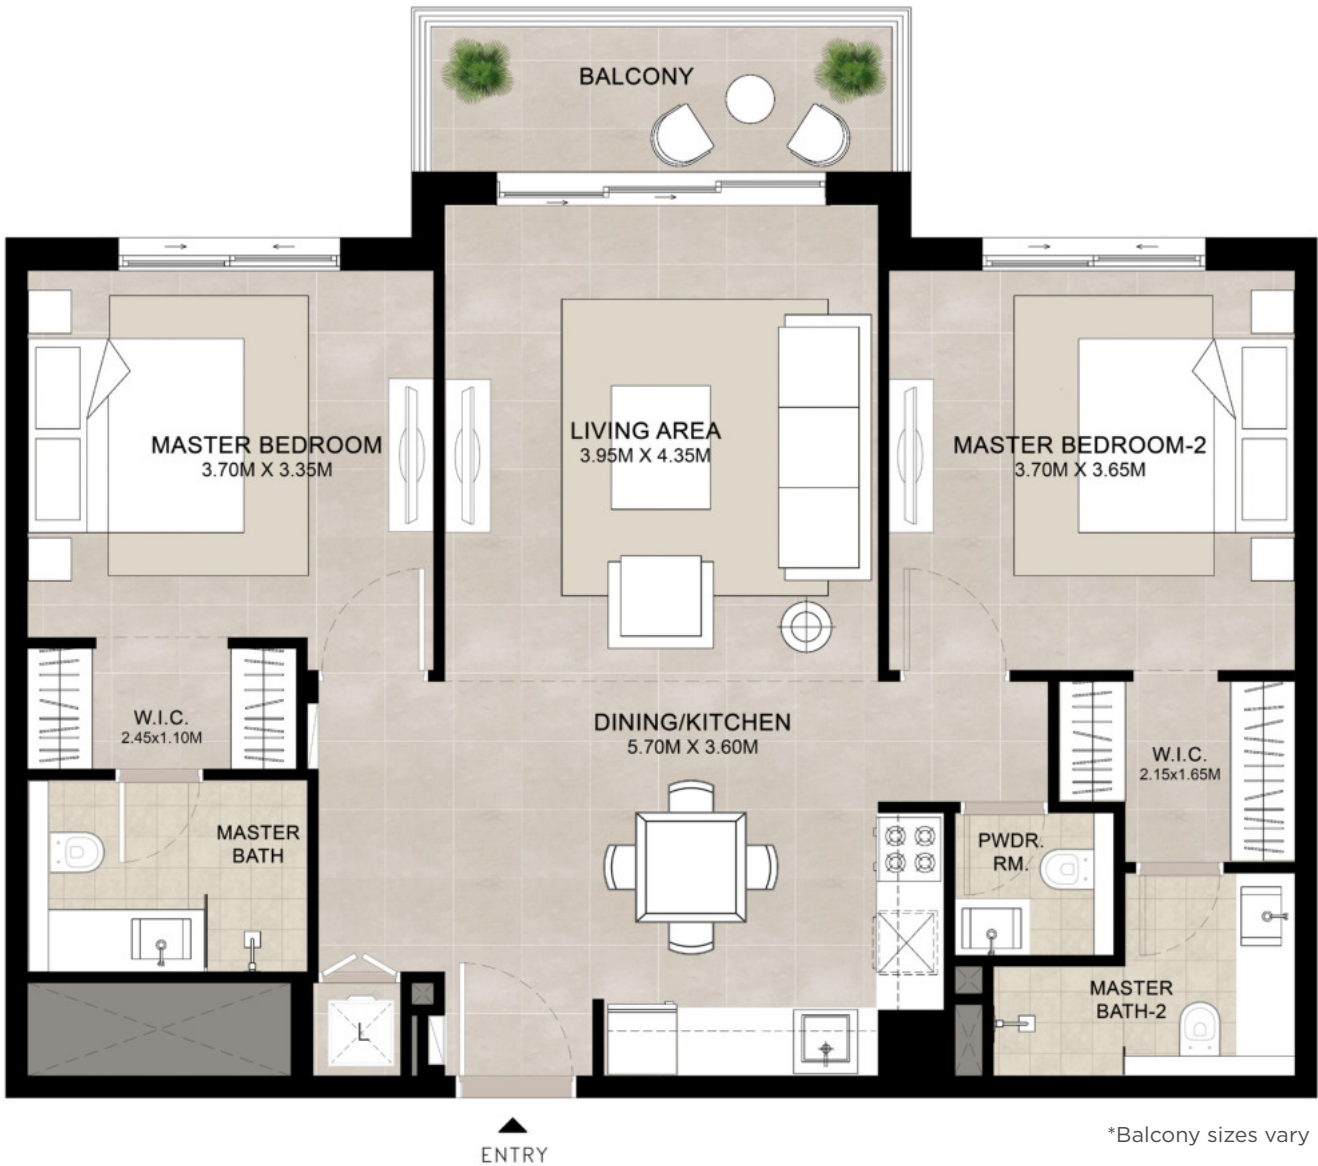 BALCONY
MASTER BEDROOM
3.70M X 3.35M
LIVING AREA
3.95M X 4.35M
MASTER BEDROOM-2
3.70M X 3.65M
W.I.C.
2.45x1.10M
DINING/KITCHEN
5.70M X 3.60M
W.I.C.
2.15x1.65M
MASTER
BATH
PWDR.
RM.
MASTER
BATH-2
L
ENTRY
*Balcony sizes vary